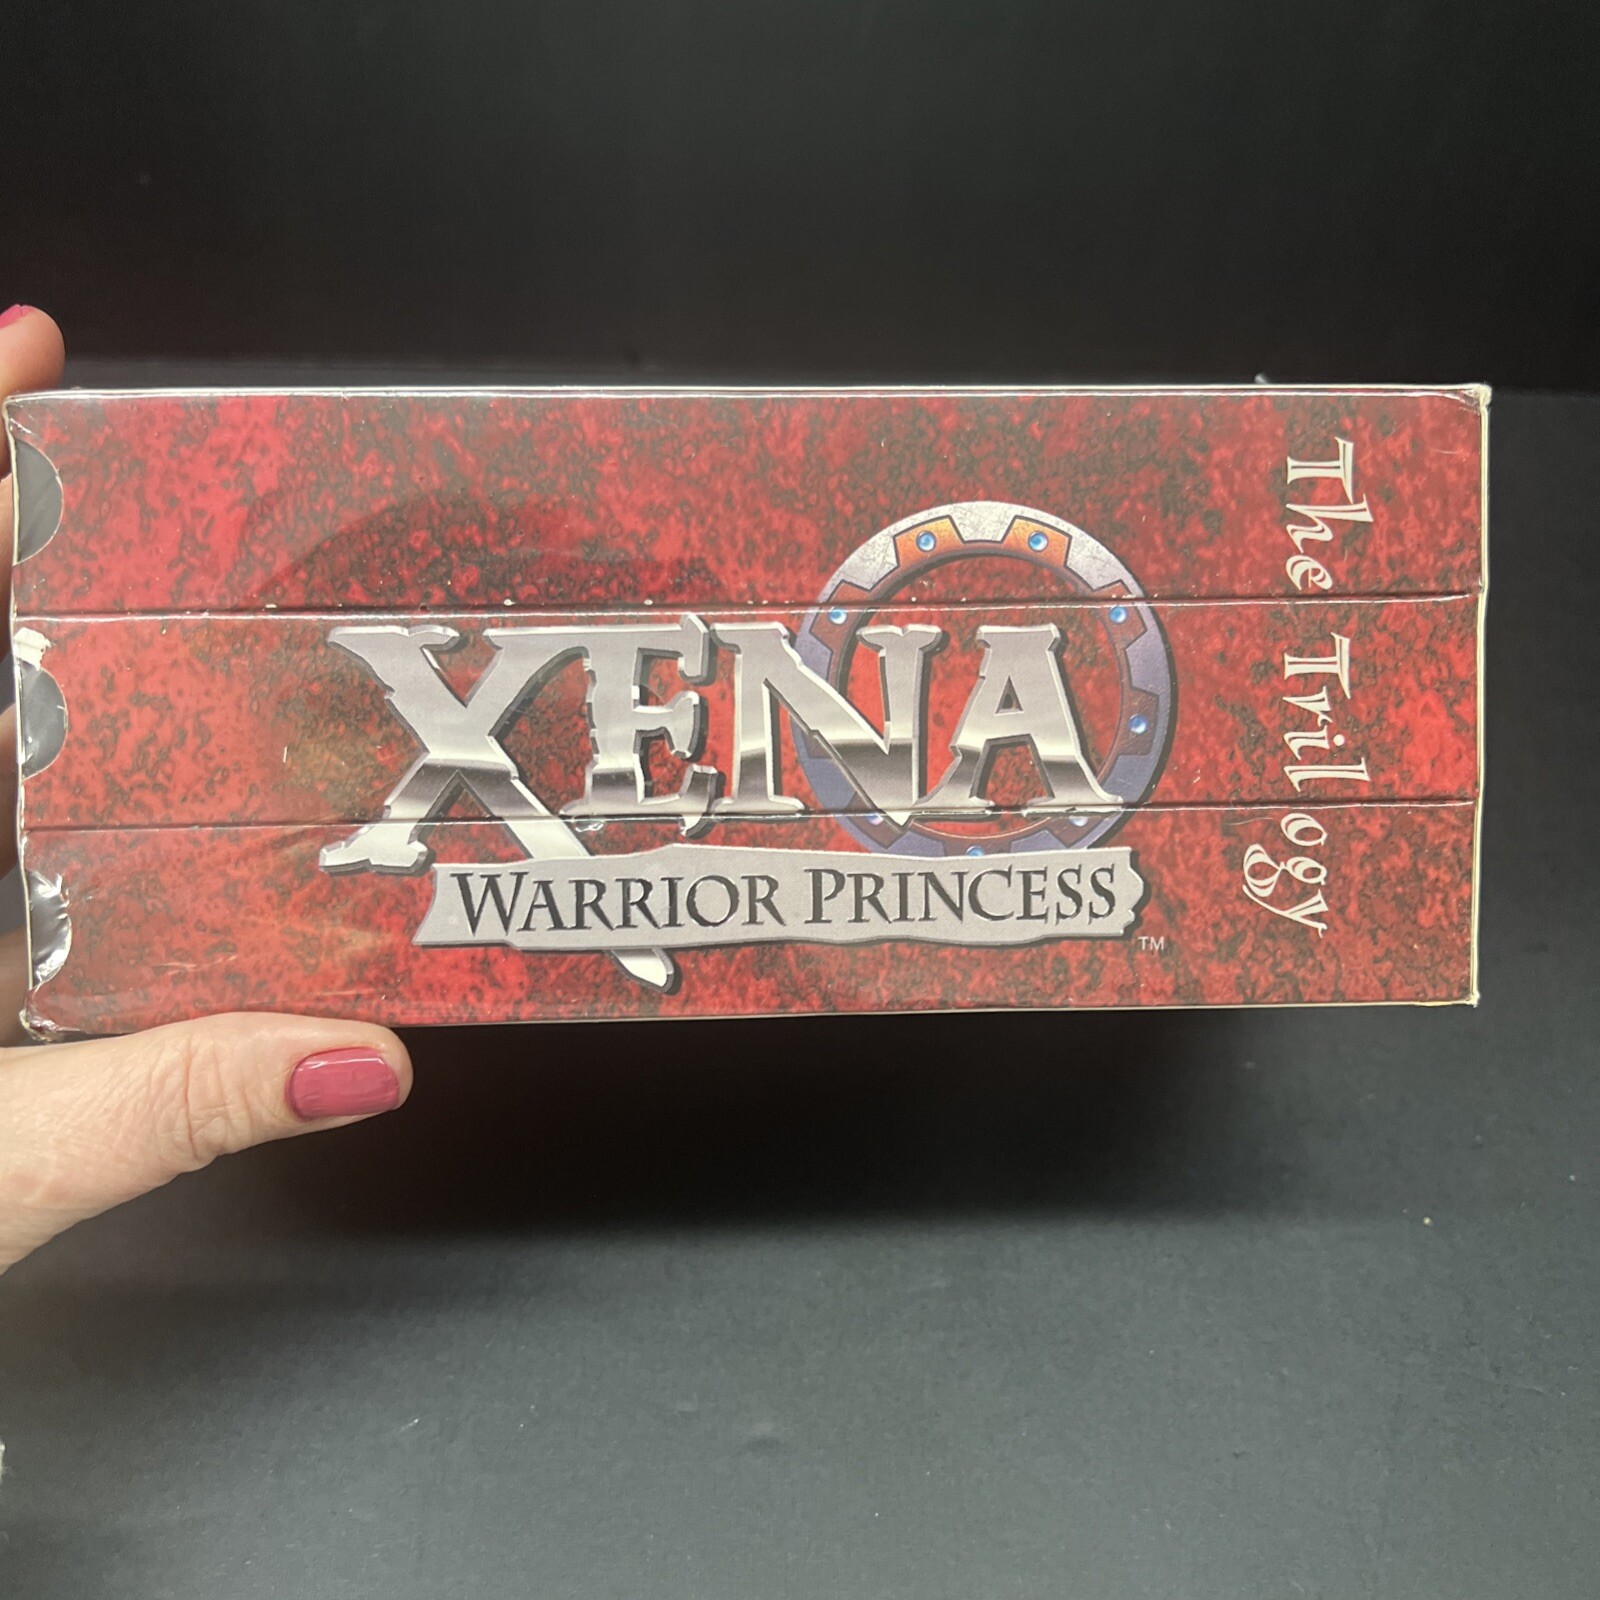 XENA
WARRIOR PRINCESS
TM
The Trilogy